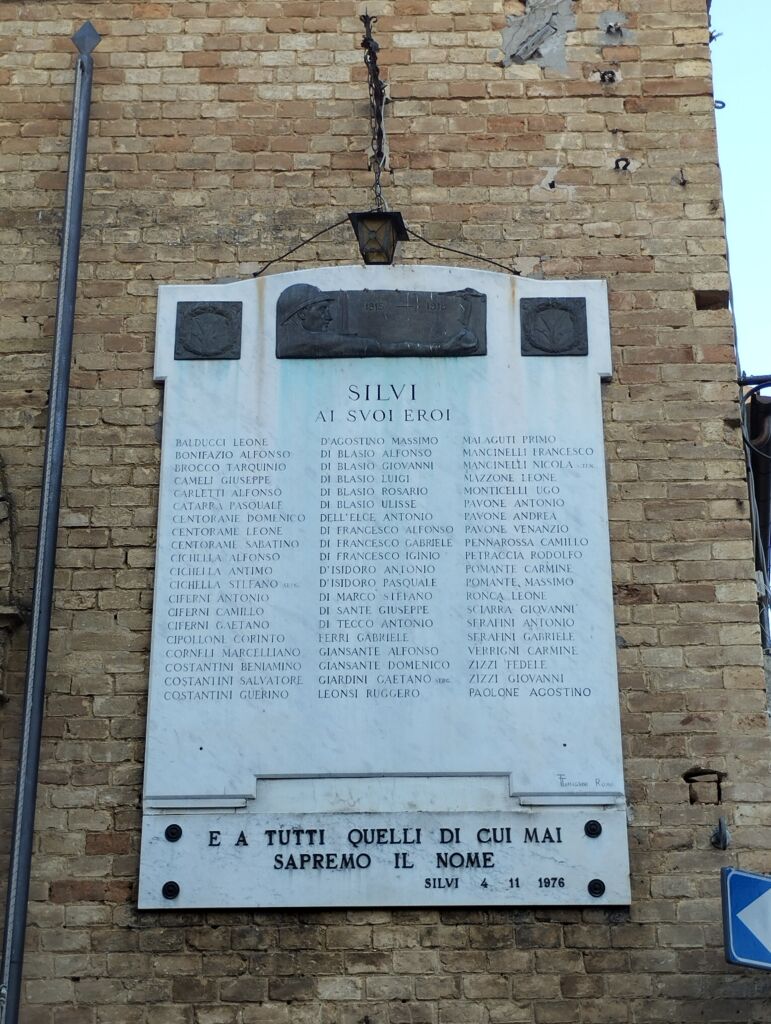 1915 — 1918
SILVI
AI SVOI EROI
BALDUCCI LEONE
BONIFAZIO ALFONSO
BROCCO TARQUINIO
CAMELI GIUSEPPE
CARLETTI ALFONSO
CATARRA PASQUALE
CENTORAME DOMENICO
CENTORAME LEONE
CENTORAME SABATINO
CICHELLA ALFONSO
CICHELLA ANTIMO
CICHELLA STEFANO SERG.
CIFERNI ANTONIO
CIFERNI CAMILLO
CIFERNI GAETANO
CIPOLLONE CORINTO
CORNELI MARCELLIANO
COSTANTINI BENIAMINO
COSTANTINI SALVATORE
COSTANTINI GUERINO
D'AGOSTINO MASSIMO
DI BLASIO ALFONSO
DI BLASIO GIOVANNI
DI BLASIO LUIGI
DI BLASIO ROSARIO
DI BLASIO ULISSE
DELL'ELCE ANTONIO
DI FRANCESCO ALFONSO
DI FRANCESCO GABRIELE
DI FRANCESCO IGINIO
D'ISIDORO ANTONIO
D'ISIDORO PASQUALE
DI MARCO STEFANO
DI SANTE GIUSEPPE
DI TECCO ANTONIO
FERRI GABRIELE
GIANSANTE ALFONSO
GIANSANTE DOMENICO
GIARDINI GAETANO SERG.
LEONSI RUGGERO
MALAGUTI PRIMO
MANCINELLI FRANCESCO
MANCINELLI NICOLA
MAZZONE LEONE
MONTICELLI UGO
PAVONE ANTONIO
PAVONE ANDREA
PAVONE VENANZIO
PENNAROSSA CAMILLO
PETRACCIA RODOLFO
POMANTE CARMINE
POMANTE MASSIMO
RONCA LEONE
SCIARRA GIOVANNI
SERAFINI ANTONIO
SERAFINI GABRIELE
VERRIGNI CARMINE
ZIZZI FEDELE
ZIZZI GIOVANNI
PAOLONE AGOSTINO
E A TUTTI QUELLI DI CUI MAI
SAPREMO IL NOME
SILVI 4 11 1976